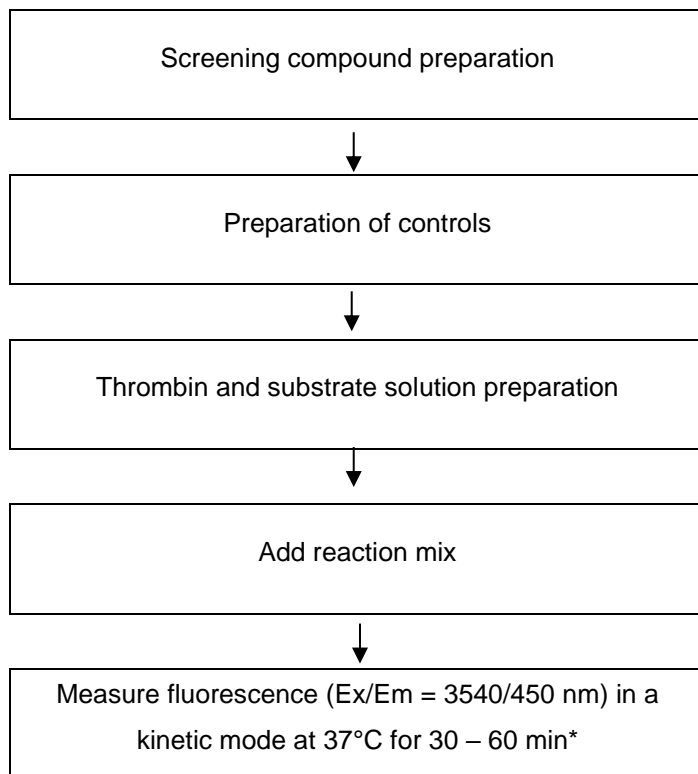 Screening compound preparation
Preparation of controls
Thrombin and substrate solution preparation
Add reaction mix
Measure fluorescence (Ex/Em = 3540/450 nm) in a
kinetic mode at 37°C for 30 – 60 min*